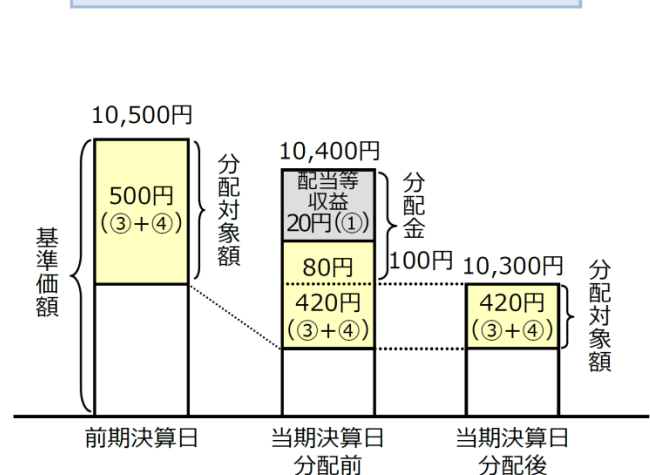 10,500円
500円
(③+④)
分配対象額
基準価額
前期決算日
10,400円
配当等
収益
20円(①)
80円
420円
(③+④)
分配金
100円
当期決算日
分配前
10,300円
420円
(③+④)
分配対象額
当期決算日
分配後